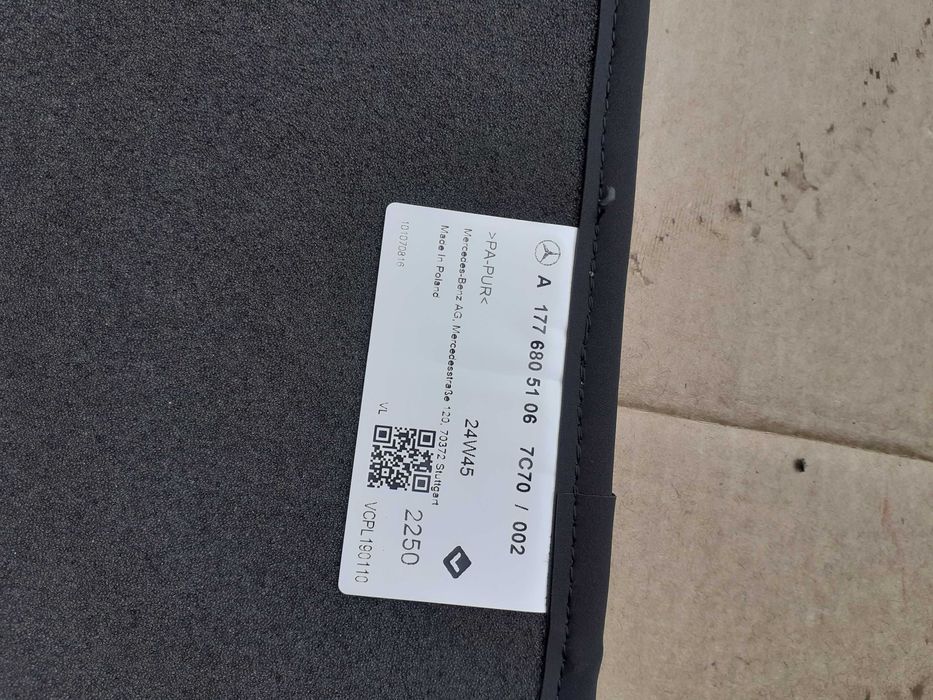 A 177 680 51 06 7C70 / 002
>PA-PUR< 24W45
Mercedes-Benz AG, Mercedesstraße 120, 70372 Stuttgart
Made in Poland
2250
101070816
VL
VCPL190110